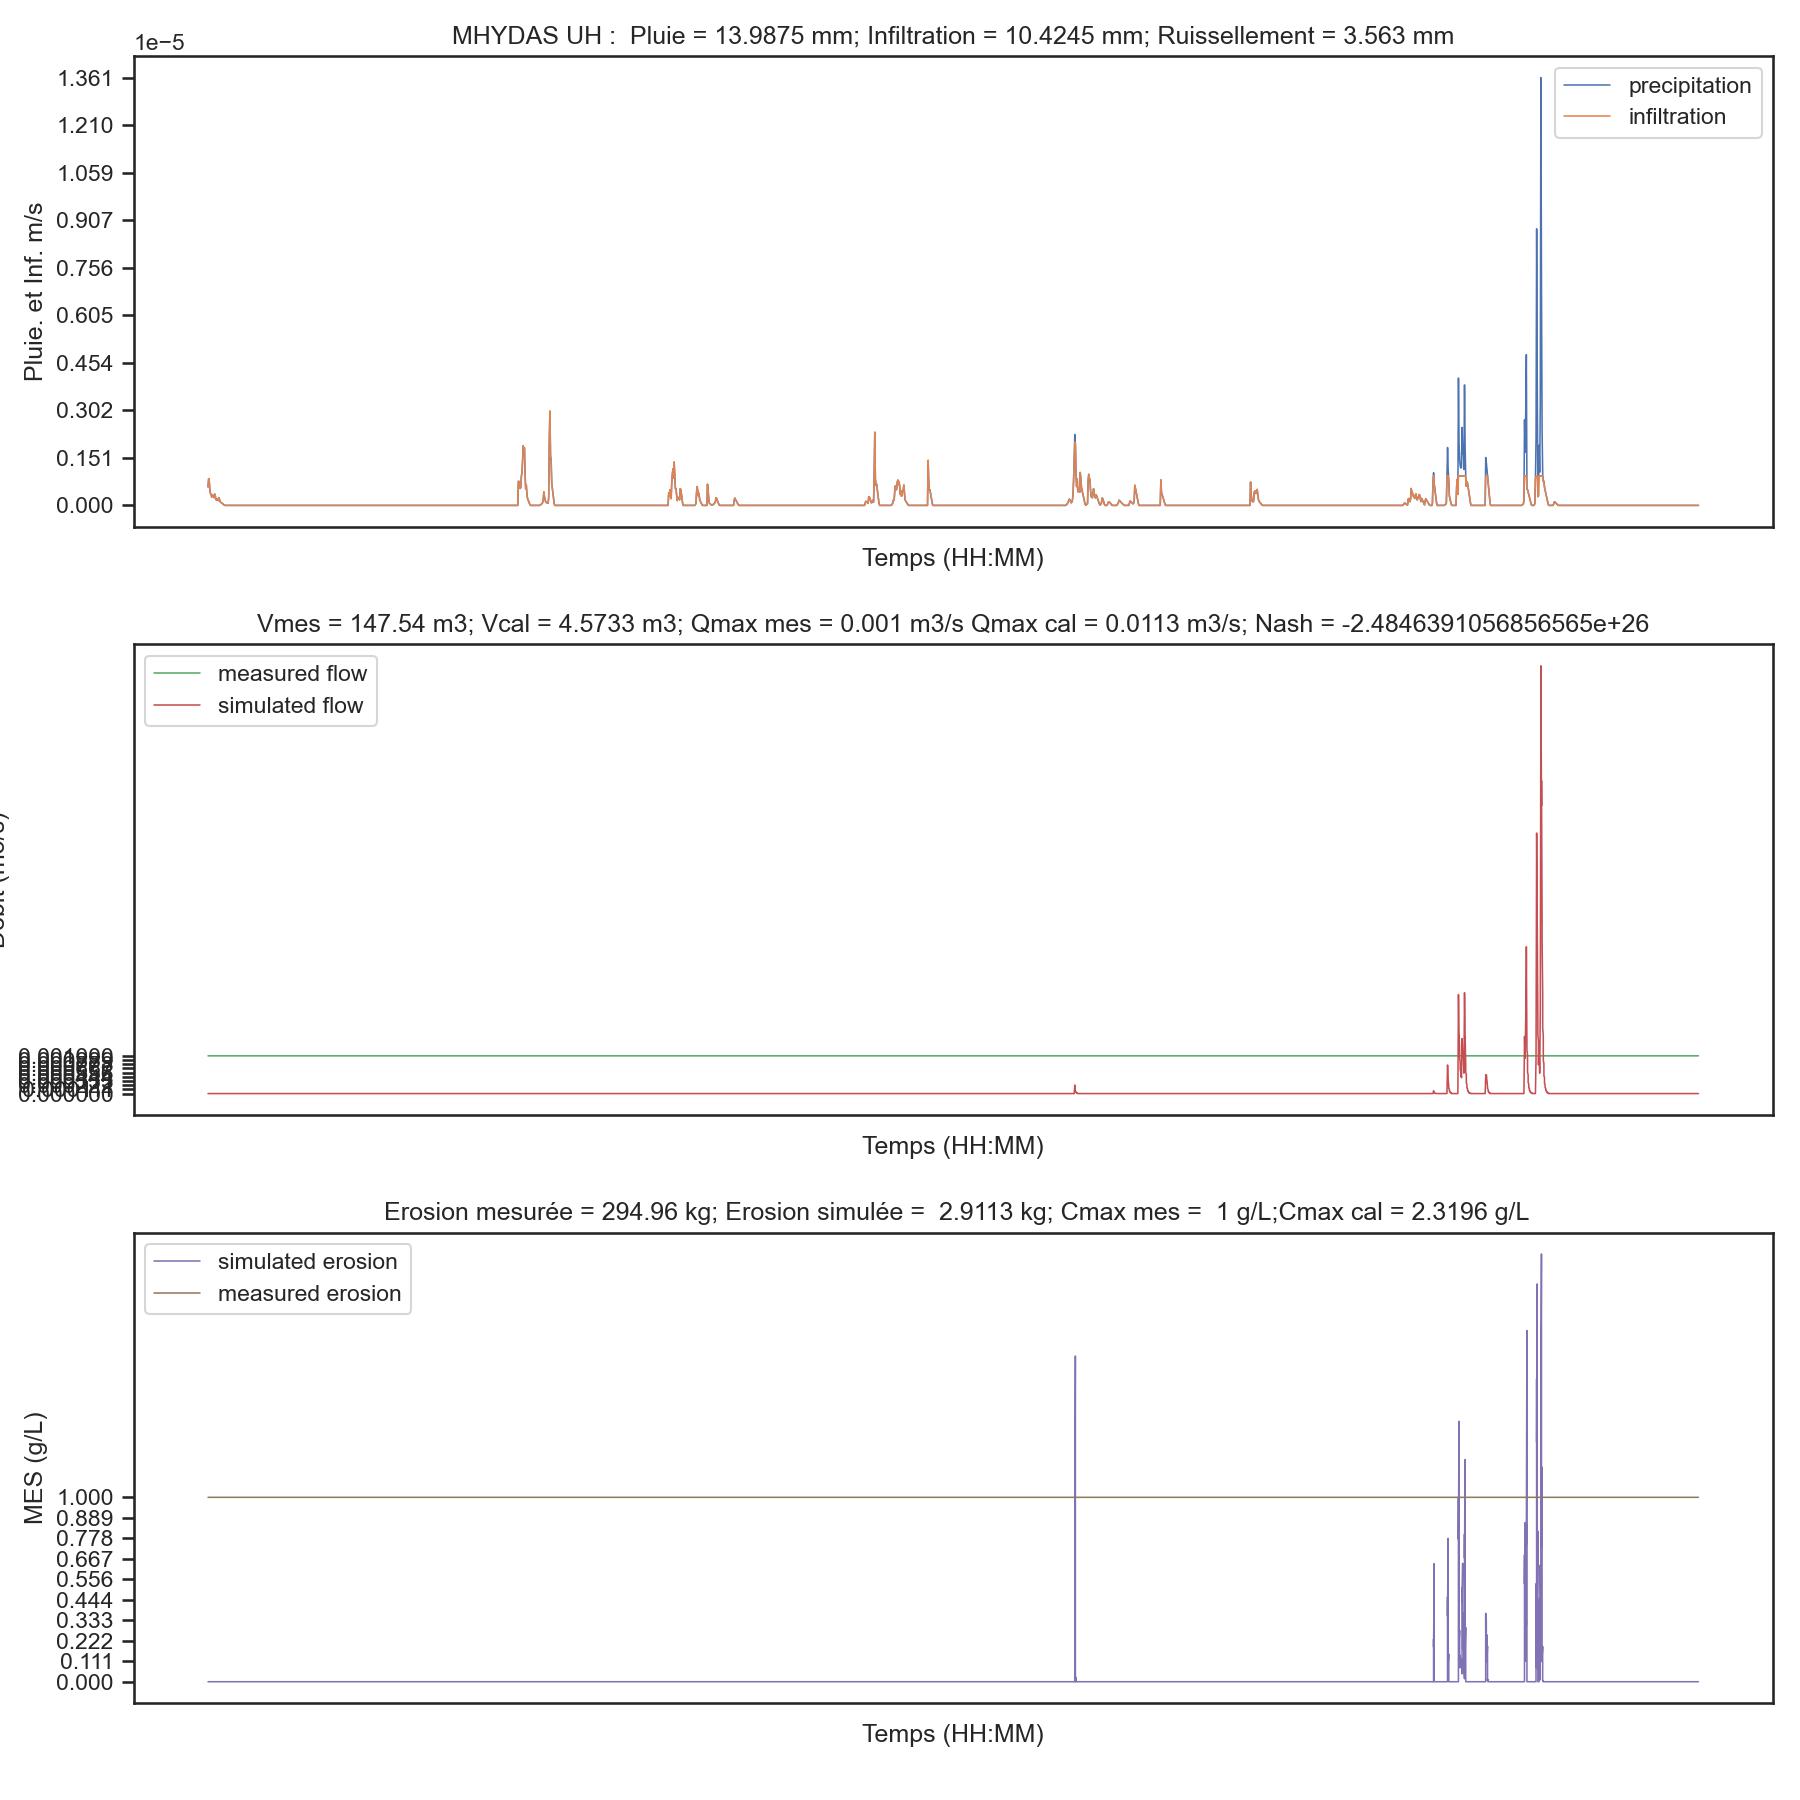 MHYDAS UH :  Pluie = 13.9875 mm; Infiltration = 10.4245 mm; Ruissellement = 3.563 mm
1e−5
1.361
1.210
1.059
0.907
0.756
0.605
0.454
0.302
0.151
0.000
Pluie. et Inf. m/s
precipitation
infiltration
Temps (HH:MM)
Vmes = 147.54 m3; Vcal = 4.5733 m3; Qmax mes = 0.001 m3/s Qmax cal = 0.0113 m3/s; Nash = -2.4846391056856565e+26
measured flow
simulated flow
0.001000
0.000000
Temps (HH:MM)
Erosion mesurée = 294.96 kg; Erosion simulée =  2.9113 kg; Cmax mes =  1 g/L;Cmax cal = 2.3196 g/L
simulated erosion
measured erosion
MES (g/L)
1.000
0.889
0.778
0.667
0.556
0.444
0.333
0.222
0.111
0.000
Temps (HH:MM)